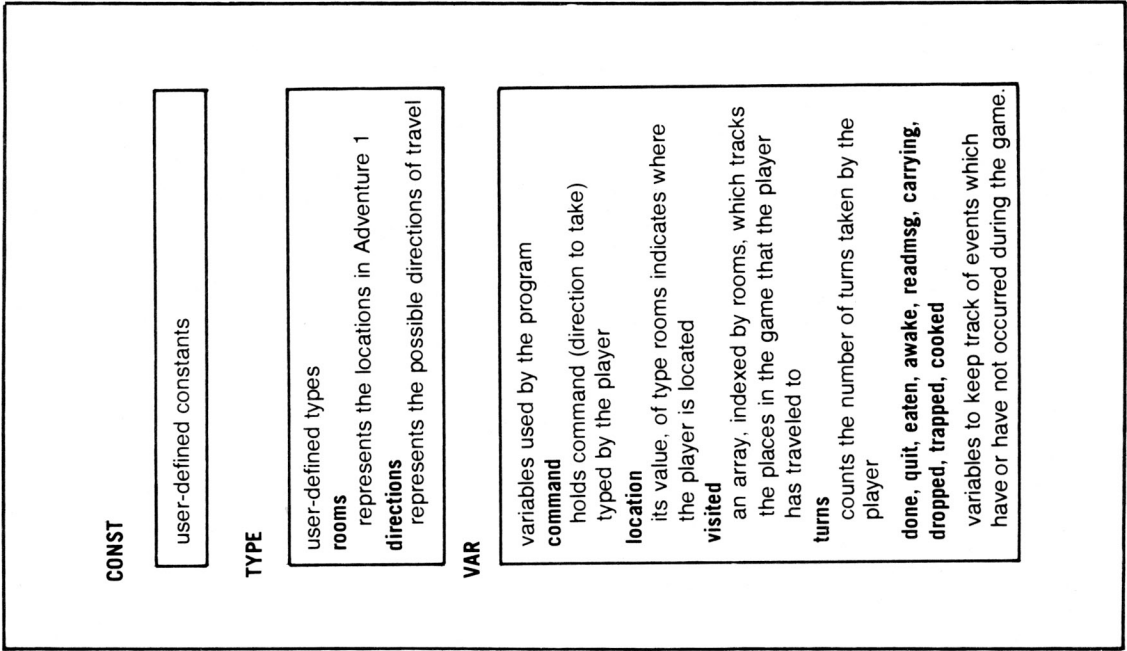 CONST
user-defined constants
TYPE
user-defined types
rooms
represents the locations in Adventure 1
directions
represents the possible directions of travel
VAR
variables used by the program
command
holds command (direction to take)
typed by the player
location
its value, of type rooms indicates where
the player is located
visited
an array, indexed by rooms, which tracks
the places in the game that the player
has traveled to
turns
counts the number of turns taken by the
player
done, quit, eaten, awake, readmsg, carrying,
dropped, trapped, cooked
variables to keep track of events which
have or have not occurred during the game.